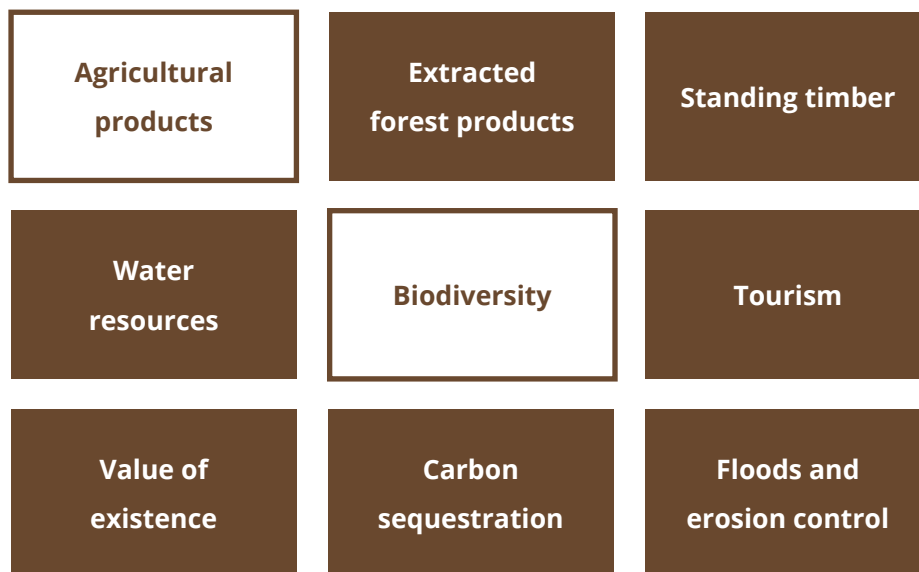 Agricultural
products
Extracted
forest products
Standing timber
Water
resources
Biodiversity
Tourism
Value of
existence
Carbon
sequestration
Floods and
erosion control